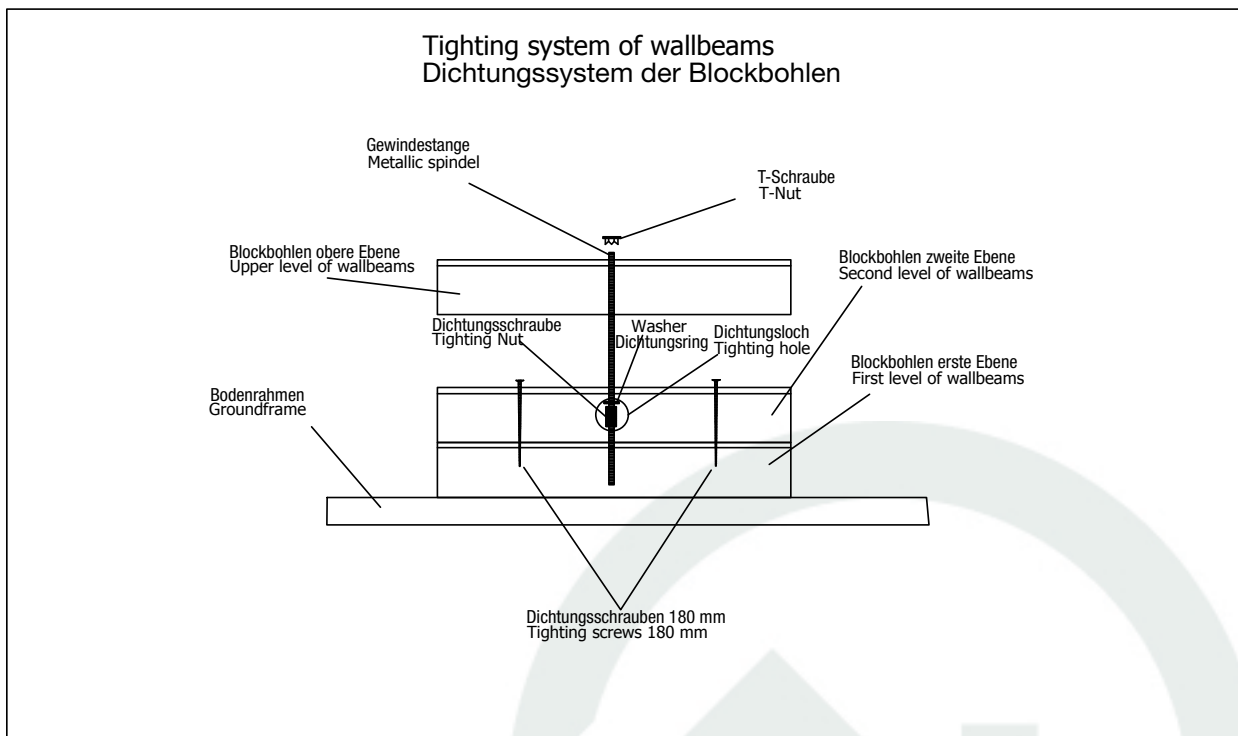 Tighting system of wallbeams
Dichtungssystem der Blockbohlen
Gewindestange
Metallic spindel
T-Schraube
T-Nut
Blockbohlen obere Ebene
Upper level of wallbeams
Blockbohlen zweite Ebene
Second level of wallbeams
Dichtungsschraube
Tighting Nut
Washer
Dichtungsring
Dichtungsloch
Tighting hole
Blockbohlen erste Ebene
First level of wallbeams
Bodenrahmen
Groundframe
Dichtungsschrauben 180 mm
Tighting screws 180 mm